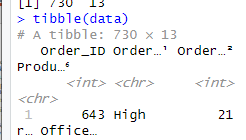 [1] 730  13
> tibble(data)
# A tibble: 730 × 13
Order_ID Order…¹ Order…²
Produ…⁶
<int> <chr> <int>
<chr>
1 643 High 21
r… Office…